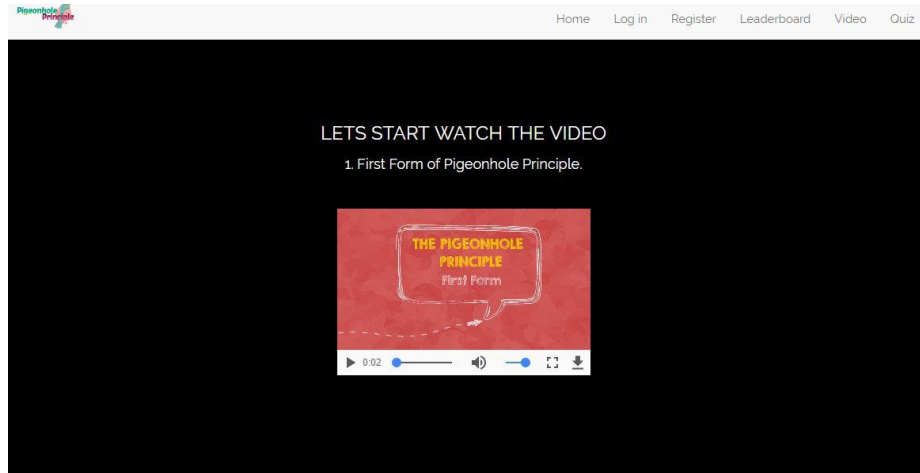 Pigeonhole
Principle
Home Log in Register Leaderboard Video Quiz
LETS START WATCH THE VIDEO
1. First Form of Pigeonhole Principle.
THE PIGEONHOLE
PRINCIPLE
First Form
0:02